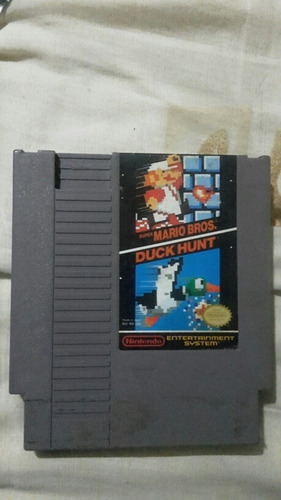 SUPER MARIO BROS.
DUCK HUNT
Nintendo
ENTERTAINMENT
SYSTEM